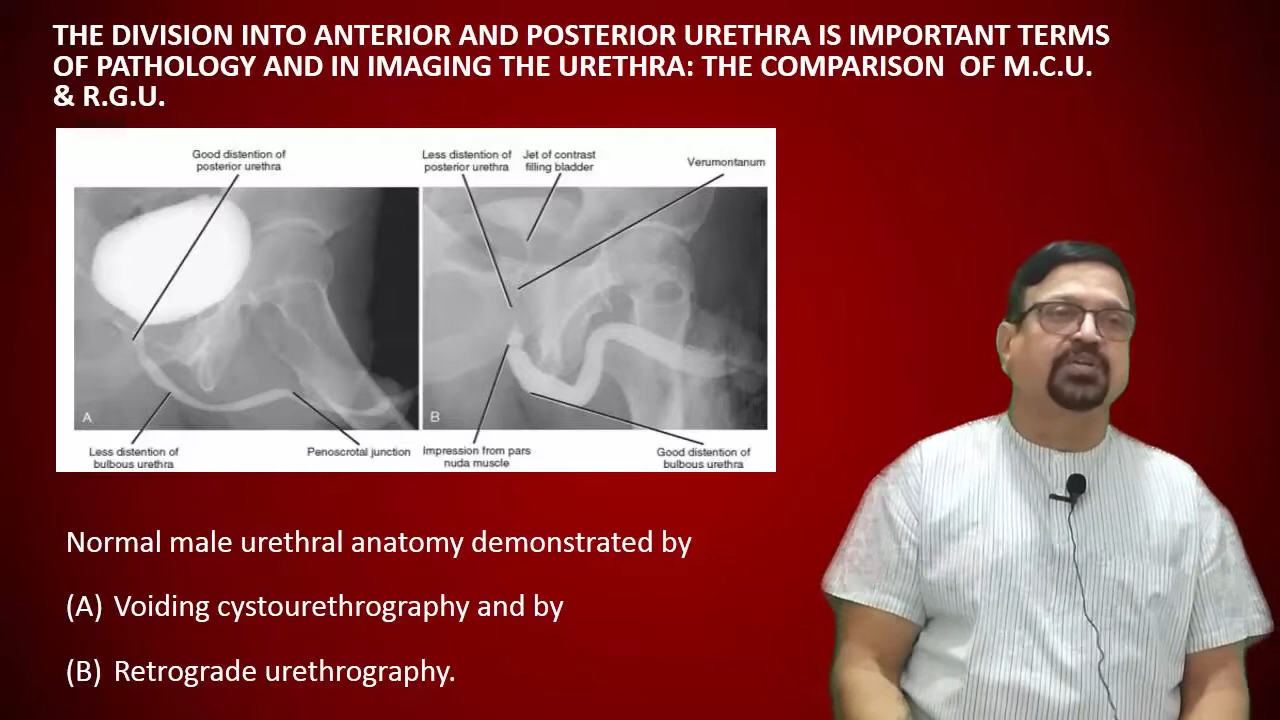 THE DIVISION INTO ANTERIOR AND POSTERIOR URETHRA IS IMPORTANT TERMS
OF PATHOLOGY AND IN IMAGING THE URETHRA: THE COMPARISON OF M.C.U.
& R.G.U.
Good distention of
posterior urethra
Less distention of
posterior urethra
Jet of contrast
filling bladder
Verumontanum
A
B
Less distention of
bulbous urethra
Penoscrotal junction
Impression from pars
nuda muscle
Good distention of
bulbous urethra
Normal male urethral anatomy demonstrated by
(A) Voiding cystourethrography and by
(B) Retrograde urethrography.